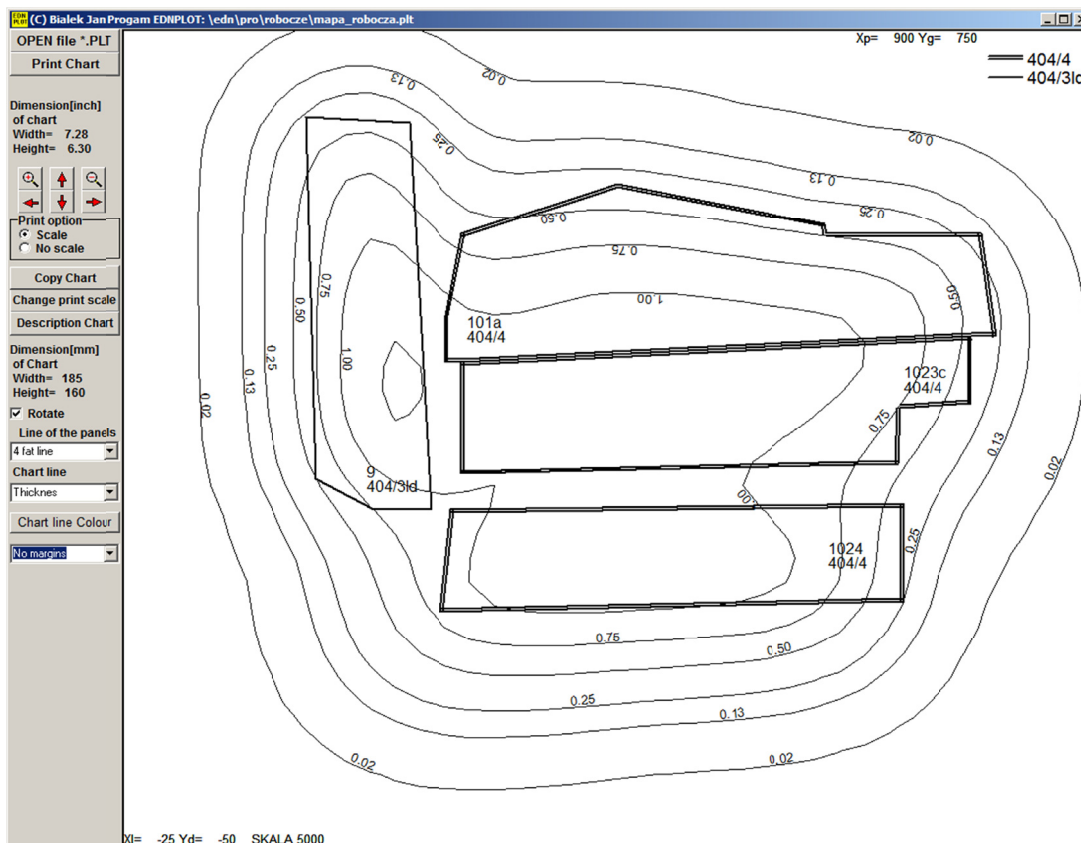 EDN PLOT (C) Bialek JanProgam EDNPLOT: \edn\pro\robocze\mapa_robocza.plt
OPEN file *.PLT
Print Chart
Dimension[inch]
of chart
Width= 7.28
Height= 6.30
Print option
Scale
No scale
Copy Chart
Change print scale
Description Chart
Dimension[mm]
of Chart
Width= 185
Height= 160
Rotate
Line of the panels
4 fat line
Chart line
Thicknes
Chart line Colour
No margins
Xp= 900 Yg= 750
404/4
404/3ld
0.02
0.13
0.25
0.02
0.13
0.25
0.50
0.75
1.00
0.50
0.75
0.50
0.25
0.13
0.02
1.00
101a
404/4
1023c
404/4
0.75
0.13
0.02
9
404/3ld
1.00
1024
404/4
0.25
0.75
0.50
0.25
0.13
0.02
0.02
Xl= -25 Yd= -50 SKALA 5000